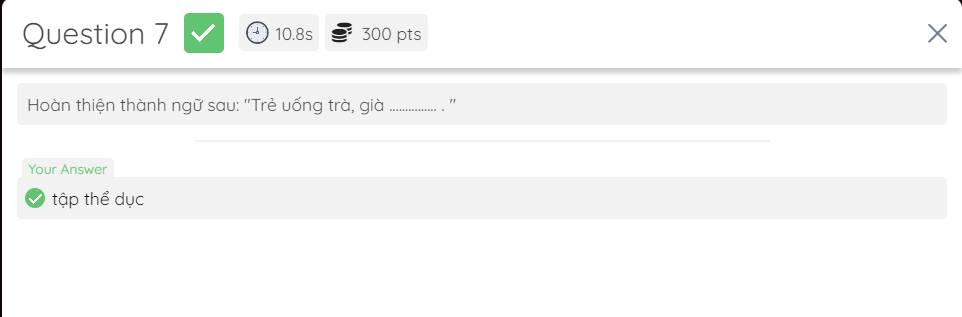 Question 7 10.8s 300 pts
Hoàn thiện thành ngữ sau: "Trẻ uống trà, già ............... . "
Your Answer
tập thể dục